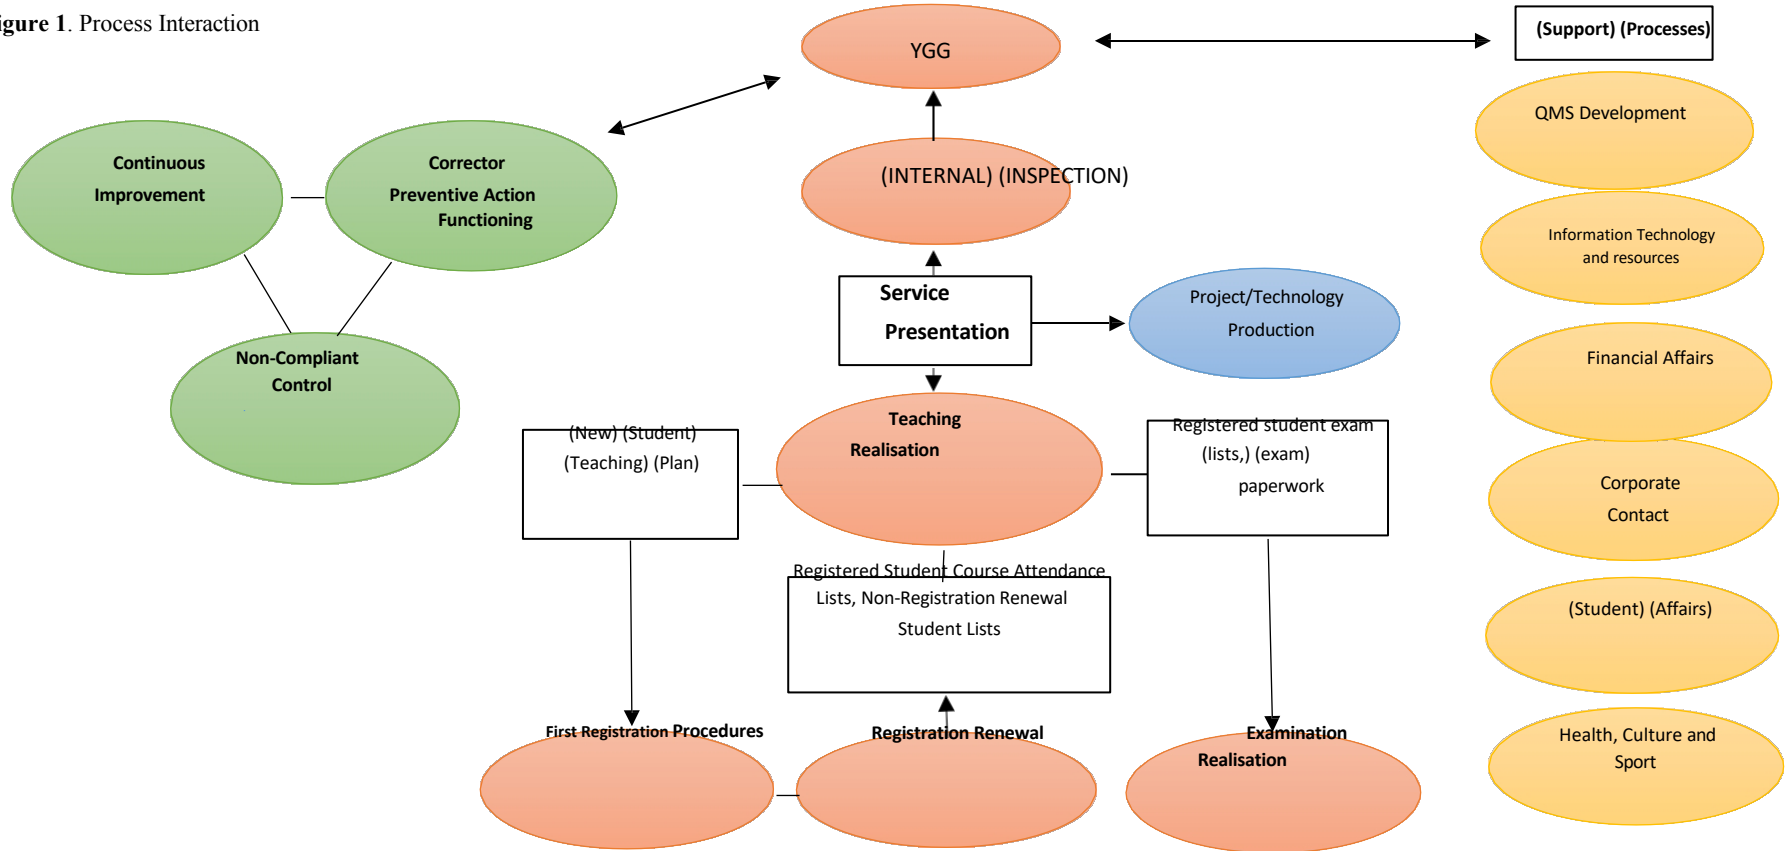 igure 1. Process Interaction
YGG
(Support) (Processes)
QMS Development
Continuous
Improvement
Corrector
Preventive Action
Functioning
(INTERNAL) (INSPECTION)
Information Technology
and resources
Service
Presentation
Project/Technology
Production
Non-Compliant
Control
Financial Affairs
Teaching
Realisation
(New) (Student)
(Teaching) (Plan)
Registered student exam
(lists,) (exam)
paperwork
Corporate
Contact
Registered Student Course Attendance
Lists, Non-Registration Renewal
Student Lists
(Student) (Affairs)
First Registration Procedures
Registration Renewal
Examination
Realisation
Health, Culture and
Sport